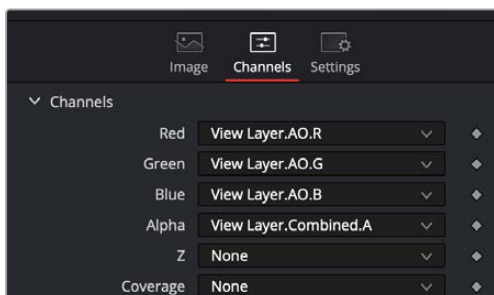 Image Channels Settings
Channels
Red View Layer.AO.R
Green View Layer.AO.G
Blue View Layer.AO.B
Alpha View Layer.Combined.A
Z None
Coverage None